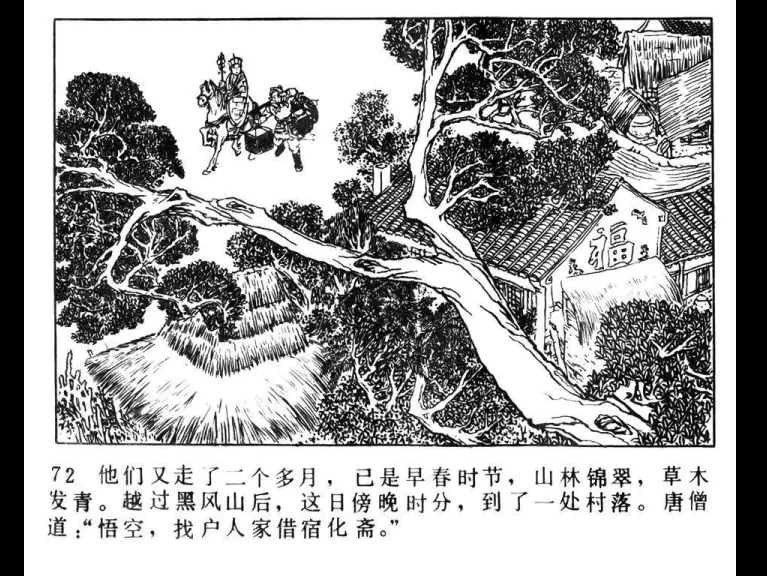 福
72 他们又走了二个多月，已是早春时节，山林锦翠，草木
发青。越过黑风山后，这日傍晚时分，到了一处村落。唐僧
道：“悟空，找户人家借宿化斋。”